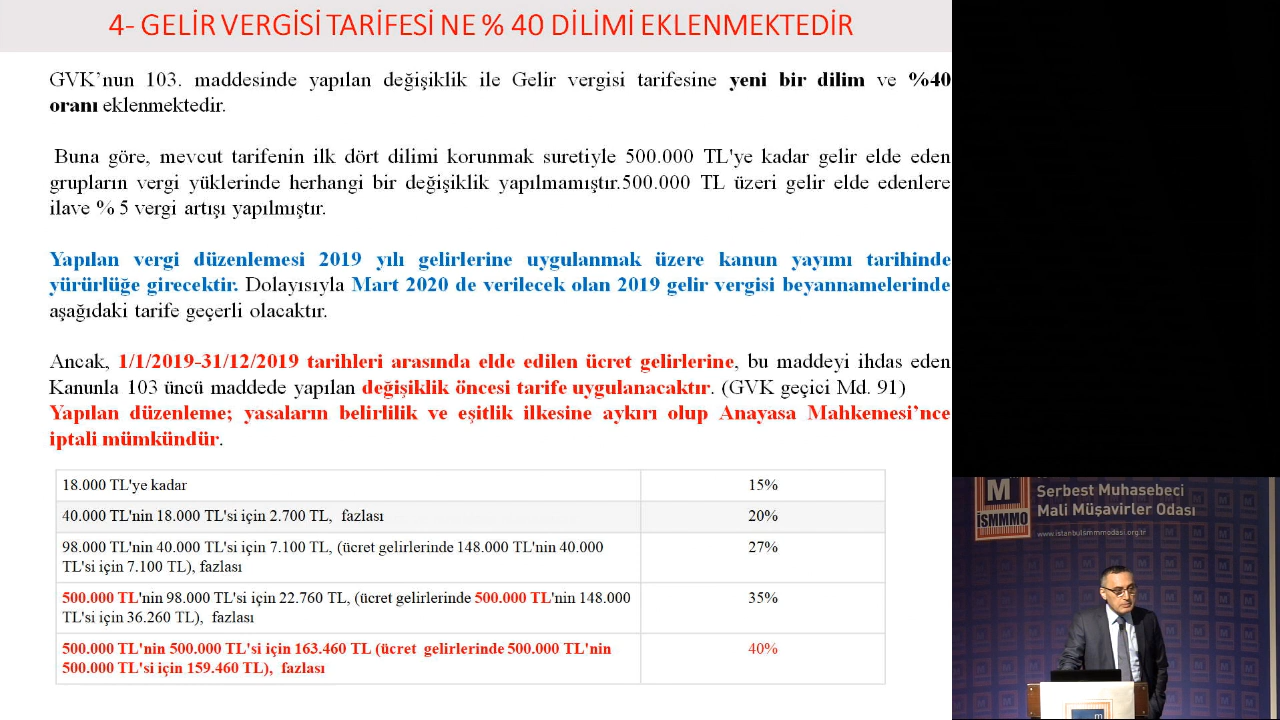 4- GELİR VERGİSİ TARİFESİ NE % 40 DİLİMİ EKLENMEKTEDİR
GVK’nun 103. maddesinde yapılan değişiklik ile Gelir vergisi tarifesine yeni bir dilim ve %40
oranı eklenmektedir.
Buna göre, mevcut tarifenin ilk dört dilimi korunmak suretiyle 500.000 TL'ye kadar gelir elde eden
grupların vergi yüklerinde herhangi bir değişiklik yapılmamıştır.500.000 TL üzeri gelir elde edenlere
ilave % 5 vergi artışı yapılmıştır.
Yapılan vergi düzenlemesi 2019 yılı gelirlerine uygulanmak üzere kanun yayımı tarihinde
yürürlüğe girecektir. Dolayısıyla Mart 2020 de verilecek olan 2019 gelir vergisi beyannamelerinde
aşağıdaki tarife geçerli olacaktır.
Ancak, 1/1/2019-31/12/2019 tarihleri arasında elde edilen ücret gelirlerine, bu maddeyi ihdas eden
Kanunla 103 üncü maddede yapılan değişiklik öncesi tarife uygulanacaktır. (GVK geçici Md. 91)
Yapılan düzenleme; yasaların belirlilik ve eşitlik ilkesine aykırı olup Anayasa Mahkemesi’nce
iptali mümkündür.
18.000 TL'ye kadar 15%
40.000 TL'nin 18.000 TL'si için 2.700 TL, fazlası 20%
98.000 TL'nin 40.000 TL'si için 7.100 TL, (ücret gelirlerinde 148.000 TL'nin 40.000 27%
TL'si için 7.100 TL), fazlası
500.000 TL'nin 98.000 TL'si için 22.760 TL, (ücret gelirlerinde 500.000 TL'nin 148.000 35%
TL'si için 36.260 TL), fazlası
500.000 TL'nin 500.000 TL'si için 163.460 TL (ücret gelirlerinde 500.000 TL'nin 40%
500.000 TL'si için 159.460 TL), fazlası
M
İSMMMO
Serbest Muhasebeci
Mali Müşavirler Odası
www.istanbulsmmmodasi.org.tr
M